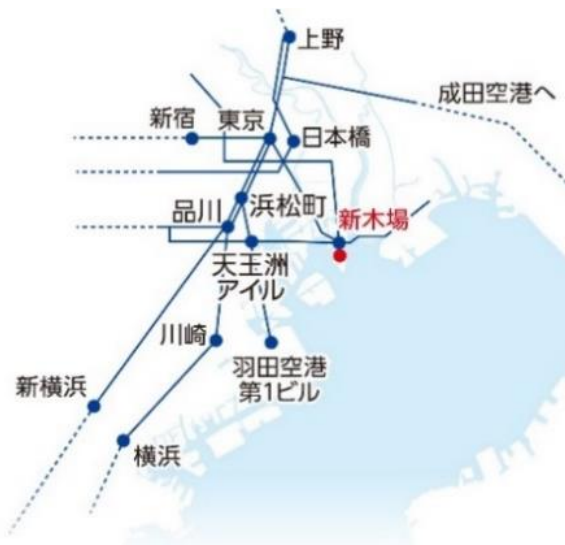 上野
成田空港へ
新宿
東京
日本橋
品川
浜松町
新木場
天王洲
アイル
川崎
羽田空港
第1ビル
新横浜
横浜